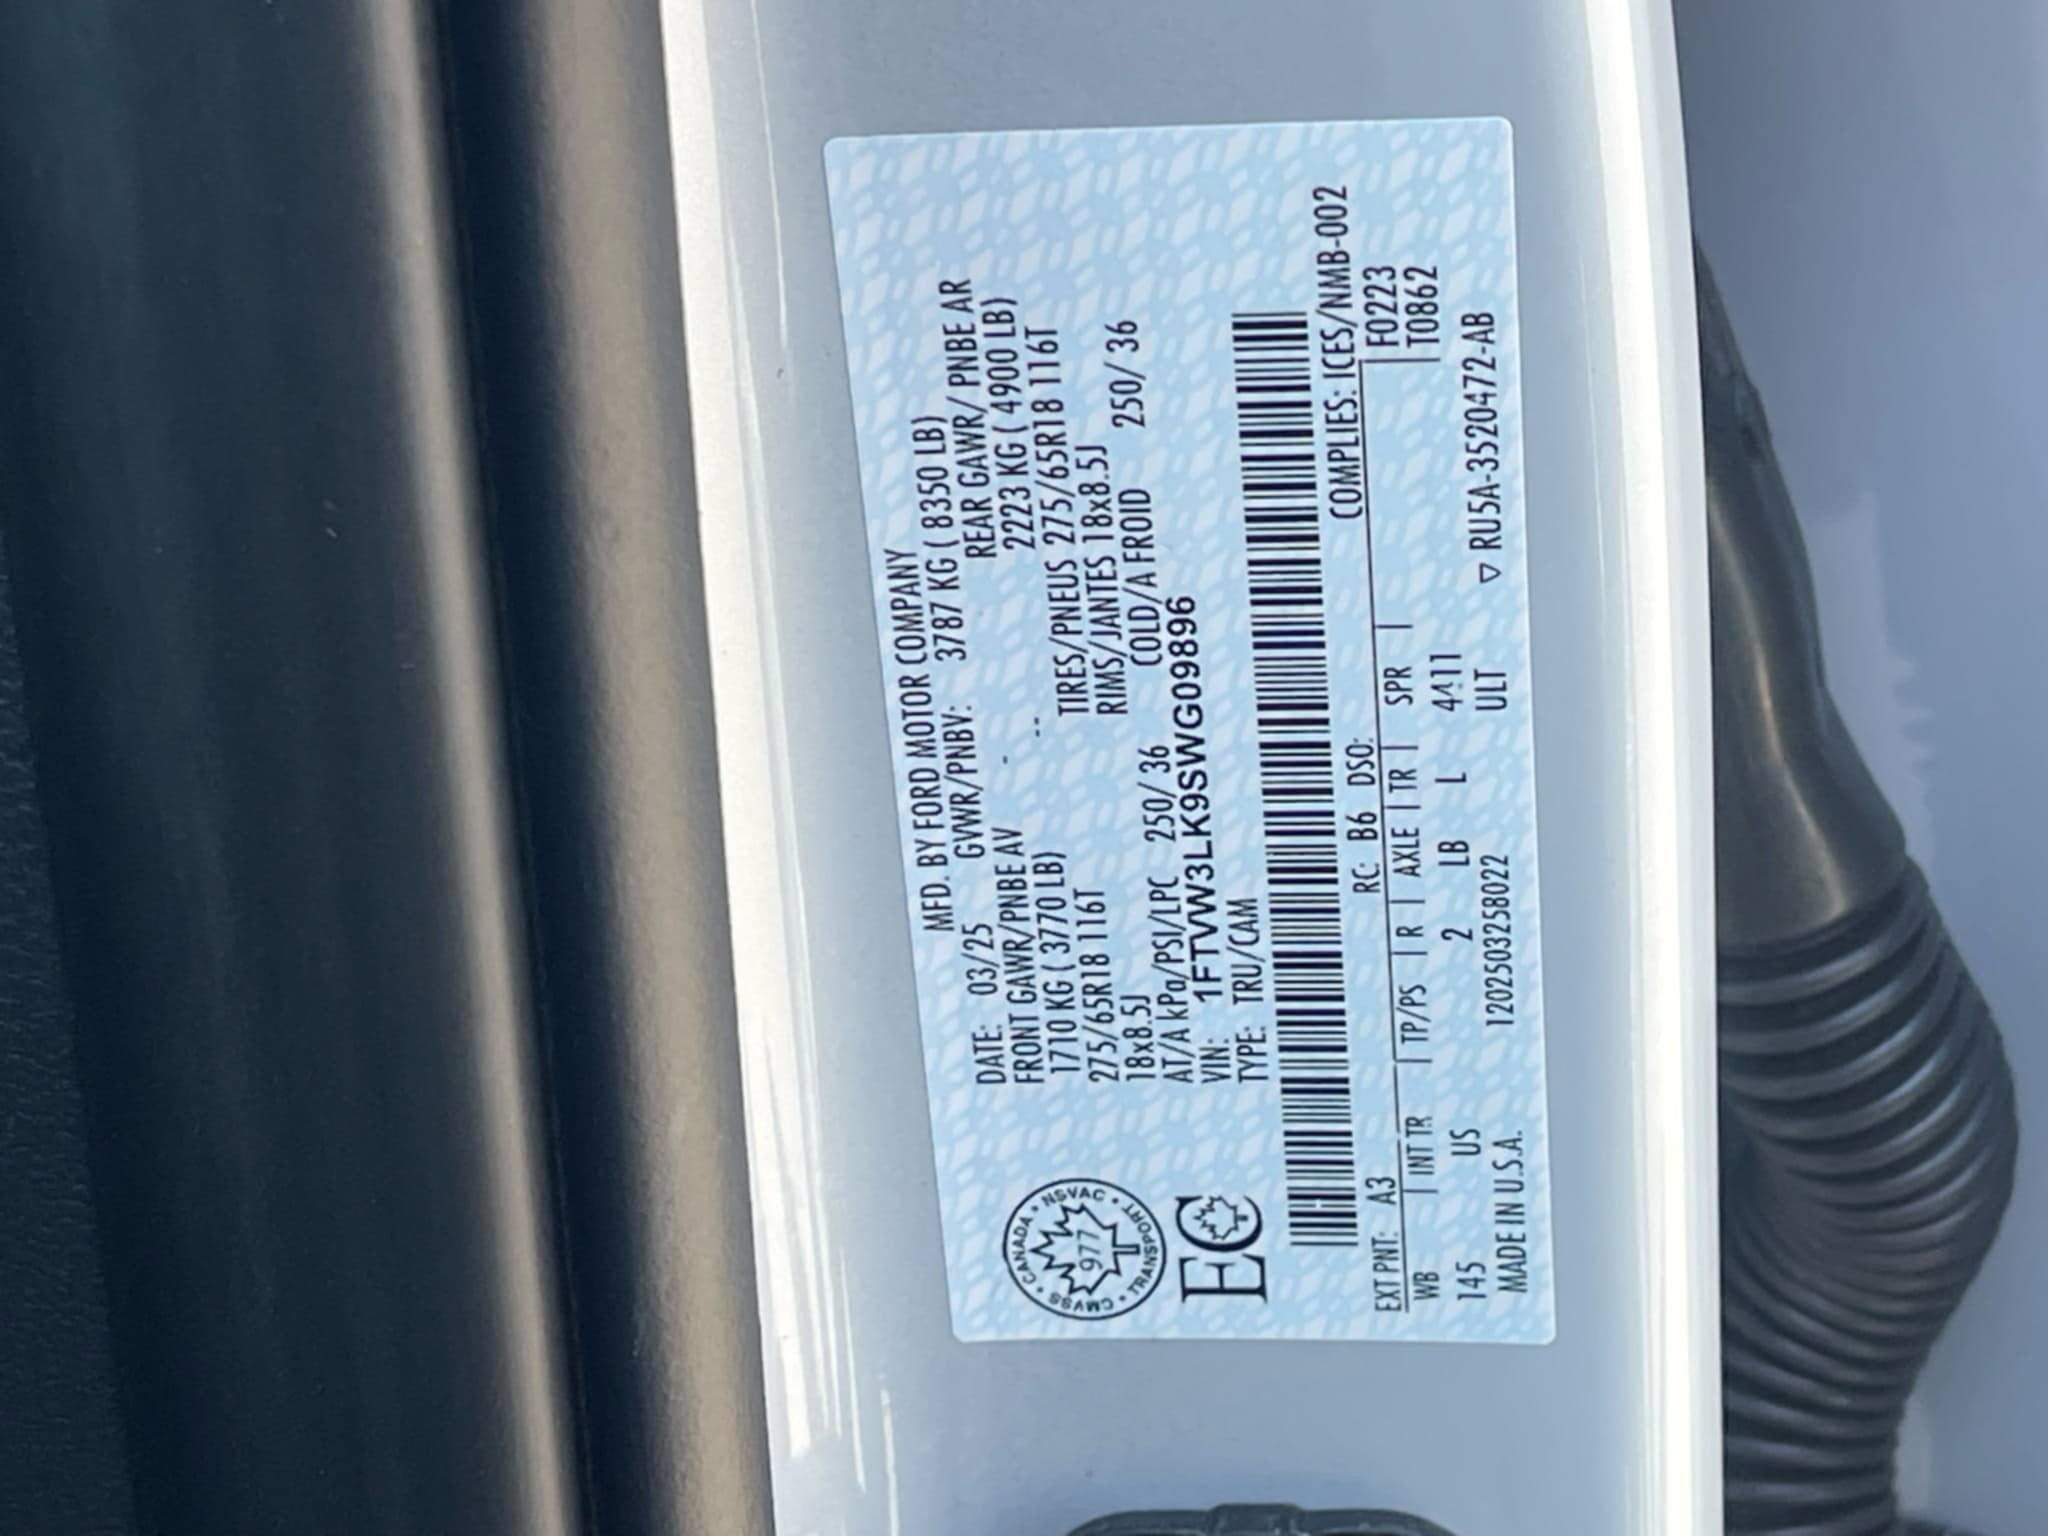 MFD. BY FORD MOTOR COMPANY
DATE: 03/25 GVWR/PNBV: 3787 KG ( 8350 LB)
FRONT GAWR/PNBE AV REAR GAWR/ PNBE AR
1710 KG ( 3770 LB) 2223 KG ( 4900 LB)
275/65R18 116T TIRES/PNEUS 275/65R18 116T
18x8.5J RIMS/JANTES 18x8.5J
AT/A kPa/PSI/LPC 250/ 36 COLD/A FROID 250/ 36
VIN: 1FTVW3LK9SWG09896
TYPE: TRU/CAM
CANADA • NSVAC • TRANSPORT • CMVSS •
977
EC
COMPLIES: ICES/NMB-002
EXT PNT: A3 RC: B6 DSO: F0223
WB | INT TR | TP/PS | R | AXLE | TR | SPR | | T0862
145 US 2 LB L 4411
ULT
MADE IN U.S.A. 120250325B022 ▽ RU5A-3520472-AB